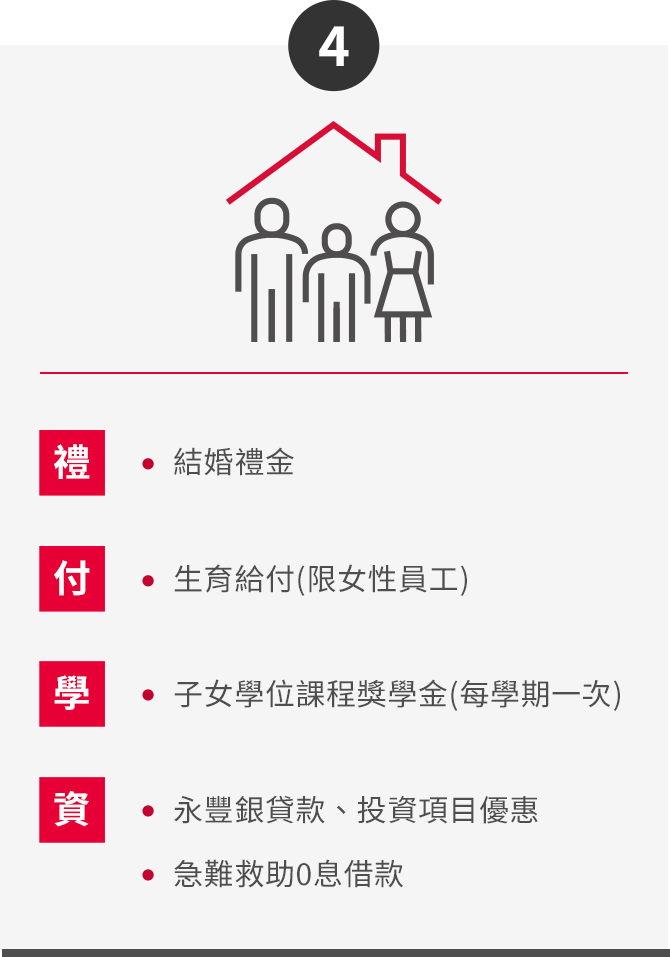 4
禮
結婚禮金
付
生育給付(限女性員工)
學
子女學位課程獎學金(每學期一次)
資
永豐銀貸款、投資項目優惠
急難救助0息借款